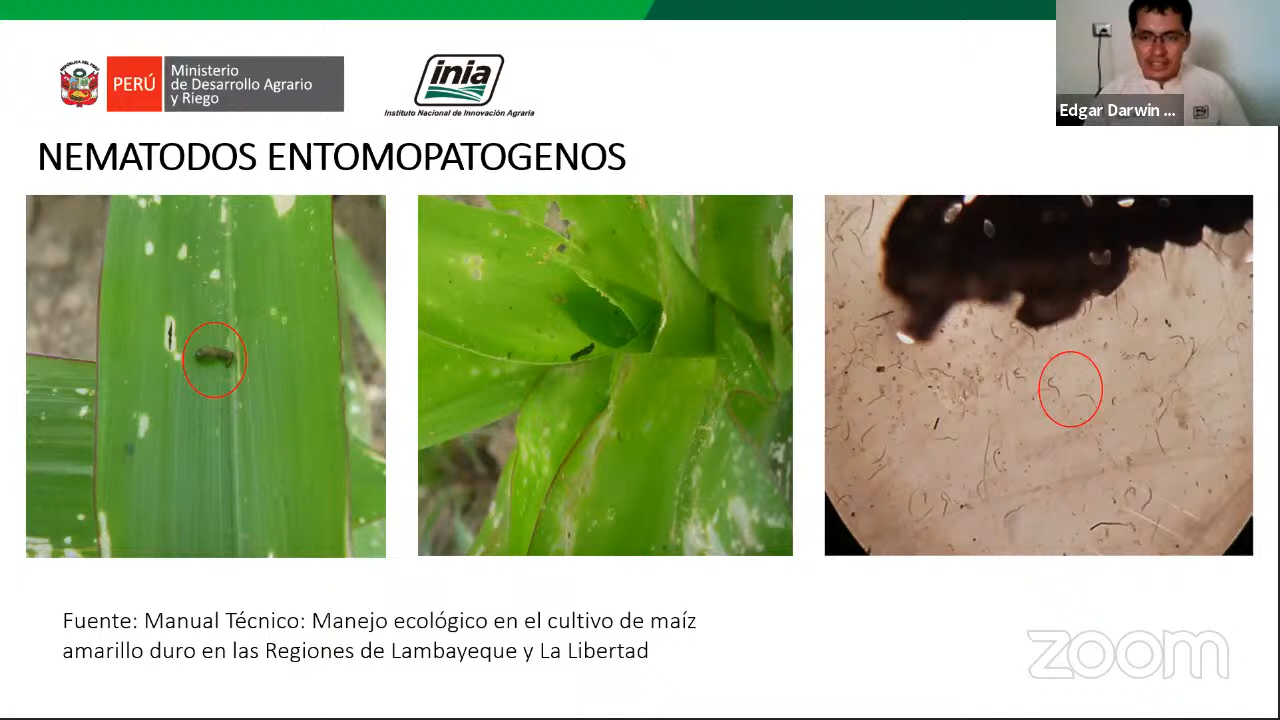 PERÚ
Ministerio
de Desarrollo Agrario
y Riego
inia
Instituto Nacional de Innovación Agraria
Edgar Darwin ...
NEMATODOS ENTOMOPATOGENOS
Fuente: Manual Técnico: Manejo ecológico en el cultivo de maíz
amarillo duro en las Regiones de Lambayeque y La Libertad
zoom